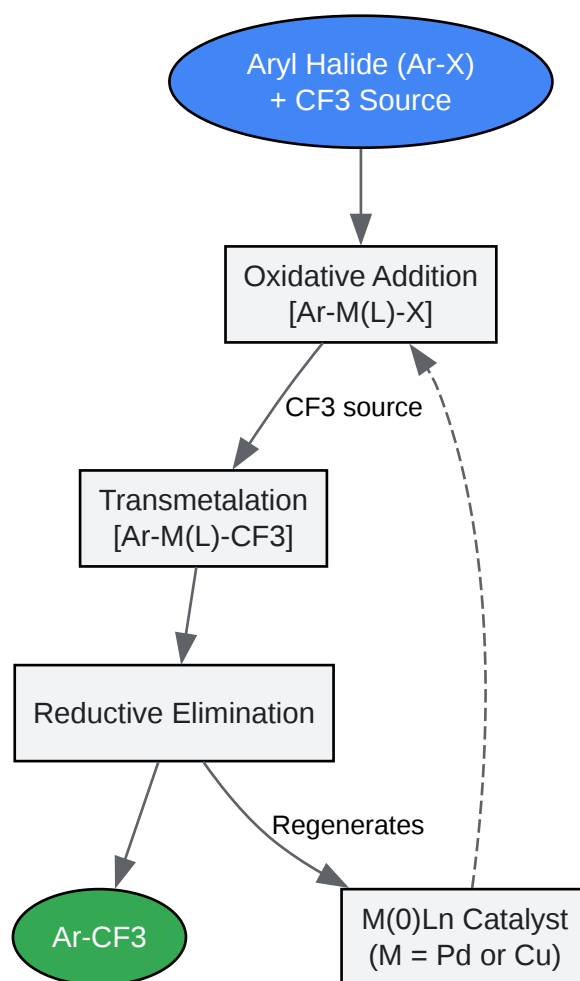 Aryl Halide (Ar-X)
+ CF3 Source
Oxidative Addition
[Ar-M(L)-X]
CF3 source
Transmetalation
[Ar-M(L)-CF3]
Reductive Elimination
Regenerates
Ar-CF3
M(0)Ln Catalyst
(M = Pd or Cu)